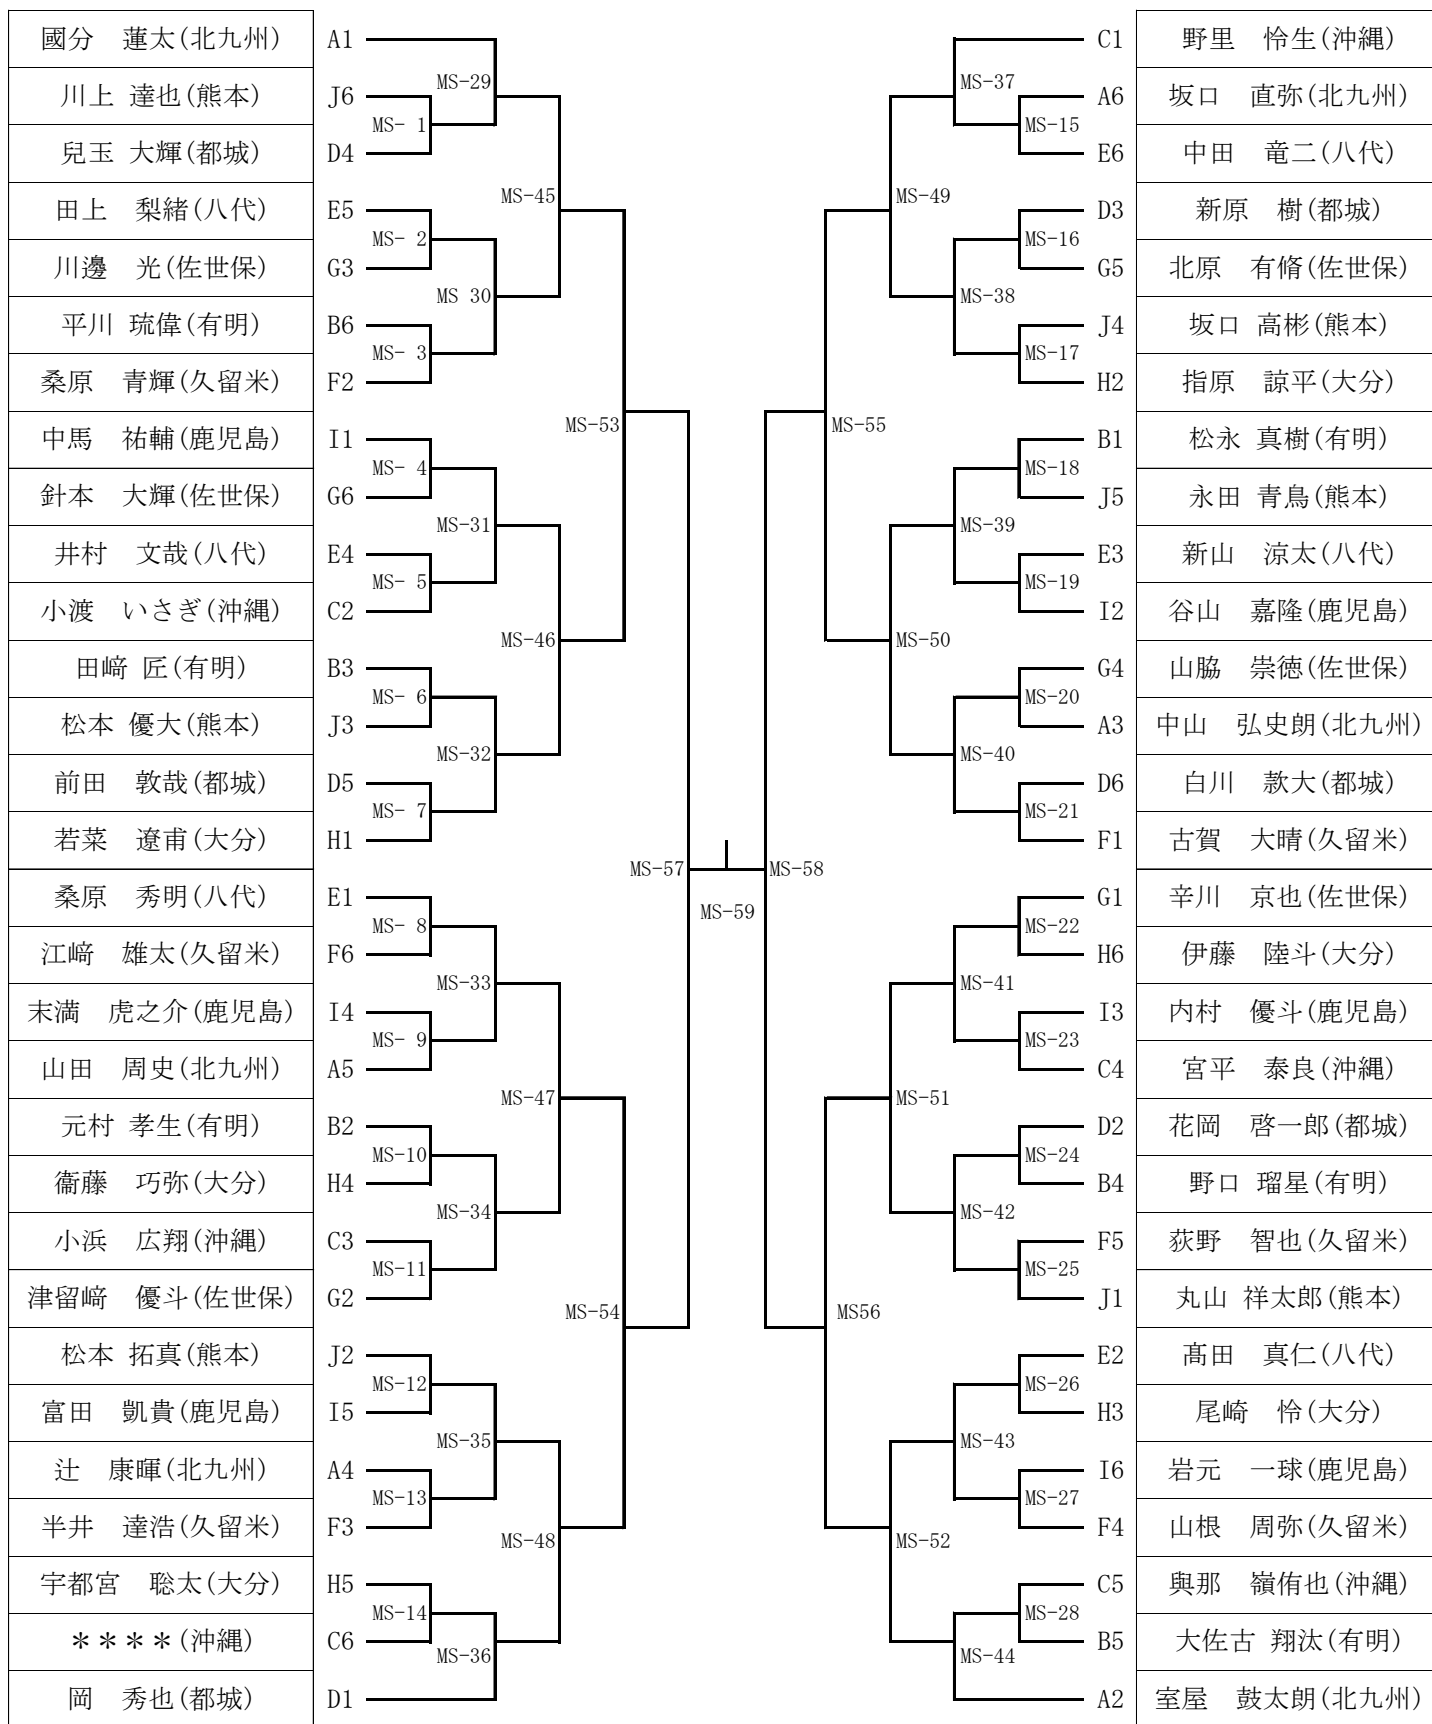 國分　蓮太(北九州) A1
川上 達也(熊本) J6
兒玉 大輝(都城) D4
田上　梨緒(八代) E5
川邊　光(佐世保) G3
平川 琉偉(有明) B6
桑原　青輝(久留米) F2
中馬　祐輔(鹿児島) I1
針本　大輝(佐世保) G6
井村　文哉(八代) E4
小渡　いさぎ(沖縄) C2
田﨑 匠(有明) B3
松本 優大(熊本) J3
前田　敦哉(都城) D5
若菜　遼甫(大分) H1
桑原　秀明(八代) E1
江﨑　雄太(久留米) F6
末満　虎之介(鹿児島) I4
山田　周史(北九州) A5
元村 孝生(有明) B2
衞藤　巧弥(大分) H4
小浜　広翔(沖縄) C3
津留﨑　優斗(佐世保) G2
松本 拓真(熊本) J2
富田　凱貴(鹿児島) I5
辻　康暉(北九州) A4
半井　達浩(久留米) F3
宇都宮　聡太(大分) H5
＊＊＊＊(沖縄) C6
岡　秀也(都城) D1
MS- 1
MS- 2
MS- 3
MS- 4
MS- 5
MS- 6
MS- 7
MS- 8
MS- 9
MS-10
MS-11
MS-12
MS-13
MS-14
MS-29
MS 30
MS-31
MS-32
MS-33
MS-34
MS-35
MS-36
MS-45
MS-46
MS-47
MS-48
MS-53
MS-54
MS-57
MS-59
MS-58
MS-55
MS56
MS-49
MS-50
MS-51
MS-52
MS-37
MS-38
MS-39
MS-40
MS-41
MS-42
MS-43
MS-44
MS-15
MS-16
MS-17
MS-18
MS-19
MS-20
MS-21
MS-22
MS-23
MS-24
MS-25
MS-26
MS-27
MS-28
C1 野里　怜生(沖縄)
A6 坂口　直弥(北九州)
E6 中田　竜二(八代)
D3 新原　樹(都城)
G5 北原　有脩(佐世保)
J4 坂口 高彬(熊本)
H2 指原　諒平(大分)
B1 松永 真樹(有明)
J5 永田 青鳥(熊本)
E3 新山　涼太(八代)
I2 谷山　嘉隆(鹿児島)
G4 山脇　崇徳(佐世保)
A3 中山　弘史朗(北九州)
D6 白川　款大(都城)
F1 古賀　大晴(久留米)
G1 辛川　京也(佐世保)
H6 伊藤　陸斗(大分)
I3 内村　優斗(鹿児島)
C4 宮平　泰良(沖縄)
D2 花岡　啓一郎(都城)
B4 野口 瑠星(有明)
F5 荻野　智也(久留米)
J1 丸山 祥太郎(熊本)
E2 髙田　真仁(八代)
H3 尾崎　怜(大分)
I6 岩元　一球(鹿児島)
F4 山根　周弥(久留米)
C5 與那　嶺侑也(沖縄)
B5 大佐古 翔汰(有明)
A2 室屋　鼓太朗(北九州)